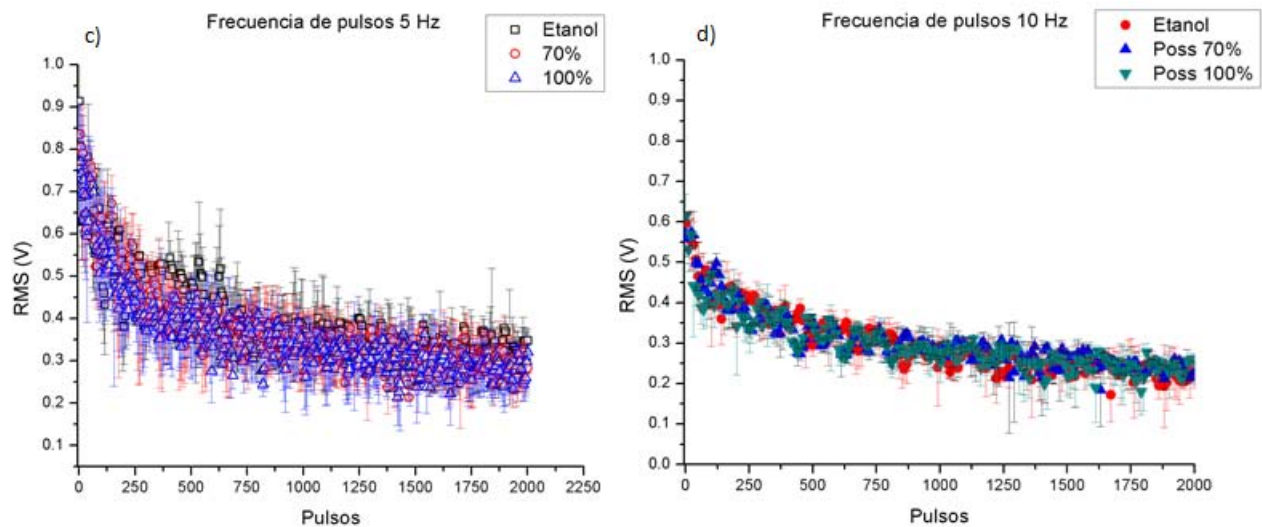 c)
Frecuencia de pulsos 5 Hz
Etanol
70%
100%
1.0
0.9
0.8
0.7
0.6
0.5
0.4
0.3
0.2
0.1
RMS (V)
0 250 500 750 1000 1250 1500 1750 2000 2250
Pulsos
d)
Frecuencia de pulsos 10 Hz
Etanol
Poss 70%
Poss 100%
1.0
0.9
0.8
0.7
0.6
0.5
0.4
0.3
0.2
0.1
0.0
RMS (V)
0 250 500 750 1000 1250 1500 1750 2000
Pulsos